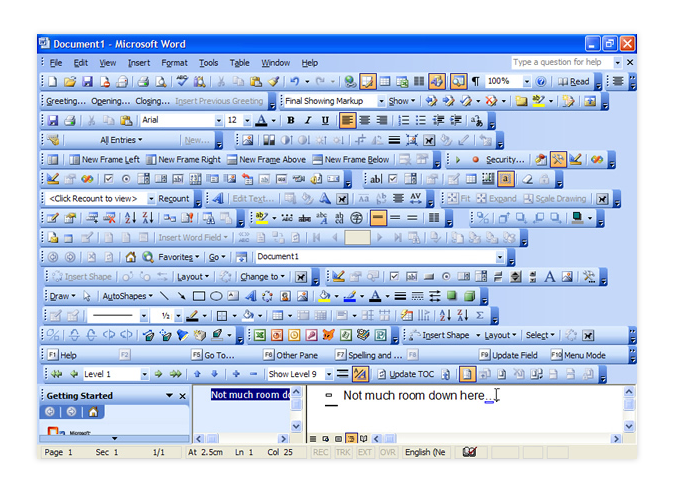 Document1 - Microsoft Word
File Edit View Insert Format Tools Table Window Help Type a question for help
100% Read
Greeting... Opening... Closing... Insert Previous Greeting Final Showing Markup Show
Arial 12 A B I U
All Entries New...
New Frame Left New Frame Right New Frame Above New Frame Below Security...
ab| a
<Click Recount to view> Recount Edit Text... Fit Expand Scale Drawing
Insert Word Field
Favorites Go Document1
Insert Shape Layout Change to
Draw AutoShapes
½
Insert Shape Layout Select
F1 Help F2 F5 Go To... F6 Other Pane F7 Spelling and ... F8 F9 Update Field F10 Menu Mode
Level 1 Show Level 9 Update TOC
Getting Started Not much room do Not much room down here...
Microsoft
Page 1 Sec 1 1/1 At 2.5cm Ln 1 Col 25 REC TRK EXT OVR English (Ne